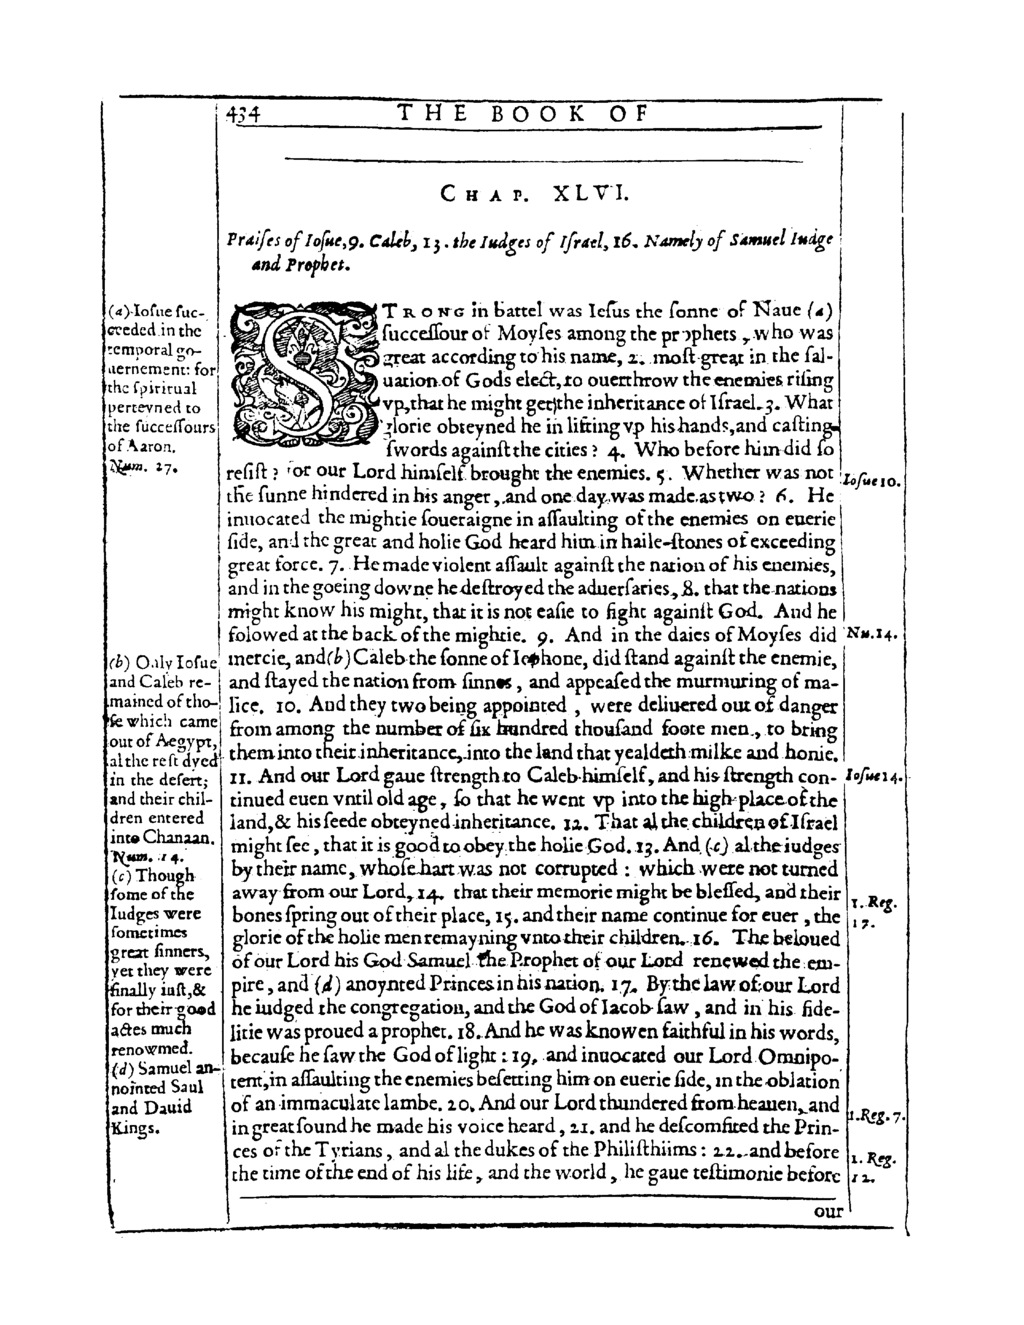 434 THE BOOK OF
CHAP. XLVI.
Praiſes of Ioſue, 9. Caleb, 13. the Iudges of Iſrael, 16. Namely of Samuel Iudge
and Prophet.
STRONG in battel was Ieſus the ſonne of Naue (a)
ſucceſſour of Moyſes among the prophets, who was
great according to his name, 2. moſt great in the ſal-
uation of Gods elect, to ouerthrow the enemies riſing
vp, that he might get the inheritance of Iſrael. 3. What
glorie obteyned he in lifting vp his hands, and caſting
ſwords againſt the cities? 4. Who before him did ſo
reſiſt? for our Lord himſelf brought the enemies. 5. Whether was not
the ſunne hindered in his anger, and one day was made as two? 6. He
inuocated the mightie ſoueraigne in aſſaulting of the enemies on euerie
ſide, and the great and holie God heard him in haile-ſtones of exceeding
great force. 7. He made violent aſſault againſt the nation of his enemies,
and in the goeing downe he deſtroyed the aduerſaries, 8. that the nations
might know his might, that it is not eaſie to fight againſt God. And he
folowed at the back of the mightie. 9. And in the daies of Moyſes did
mercie, and (b) Caleb the ſonne of Iephone, did ſtand againſt the enemie,
and ſtayed the nation from ſinnes, and appeaſed the murmuring of ma-
lice. 10. And they two being appointed, were deliuered out of danger
from among the number of ſix hundred thouſand foote men, to bring
them into their inheritance, into the land that yealdeth milke and honie.
11. And our Lord gaue ſtrength to Caleb himſelf, and his ſtrength con-
tinued euen vntil old age, ſo that he went vp into the high place of the
land, & his ſeede obteyned inheritance. 12. That al the children of Iſrael
might ſee, that it is good to obey the holie God. 13. And (c) al the iudges
by their name, whoſe hart was not corrupted: which were not turned
away from our Lord, 14. that their memorie might be bleſſed, and their
bones ſpring out of their place, 15. and their name continue for euer, the
glorie of the holie men remayning vnto their children. 16. The beloued
of our Lord his God Samuel the Prophet of our Lord renewed the em-
pire, and (d) anoynted Princes in his nation. 17. By the law of our Lord
he iudged the congregation, and the God of Iacob ſaw, and in his fide-
litie was proued a prophet. 18. And he was knowen faithful in his words,
becauſe he ſaw the God of light: 19. and inuocated our Lord Omnipo-
tent, in aſſaulting the enemies beſetting him on euerie ſide, in the oblation
of an immaculate lambe. 20. And our Lord thundered from heauen, and
in great ſound he made his voice heard, 21. and he deſcomfited the Prin-
ces of the Tyrians, and al the dukes of the Philiſthiims: 22. and before
the time of the end of his life, and the world, he gaue teſtimonie before
our
(a) Ioſue ſuc-
ceeded in the
temporal go-
uernement: for
the ſpiritual
perteyned to
the ſucceſſours
of Aaron.
Num. 27.
(b) Only Ioſue
and Caleb re-
mained of tho-
ſe which came
out of Aegypt,
al the reſt dyed
in the deſert;
and their chil-
dren entered
into Chanaan.
Num. 14.
(c) Though
ſome of the
Iudges were
ſometimes
great ſinners,
yet they were
finally iuſt, &
for their good
actes much
renowmed.
(d) Samuel an-
nointed Saul
and Dauid
Kings.
Ioſue 10.
Nu. 14.
Ioſue 14.
1. Reg.
17.
1. Reg. 7.
1. Reg.
12.